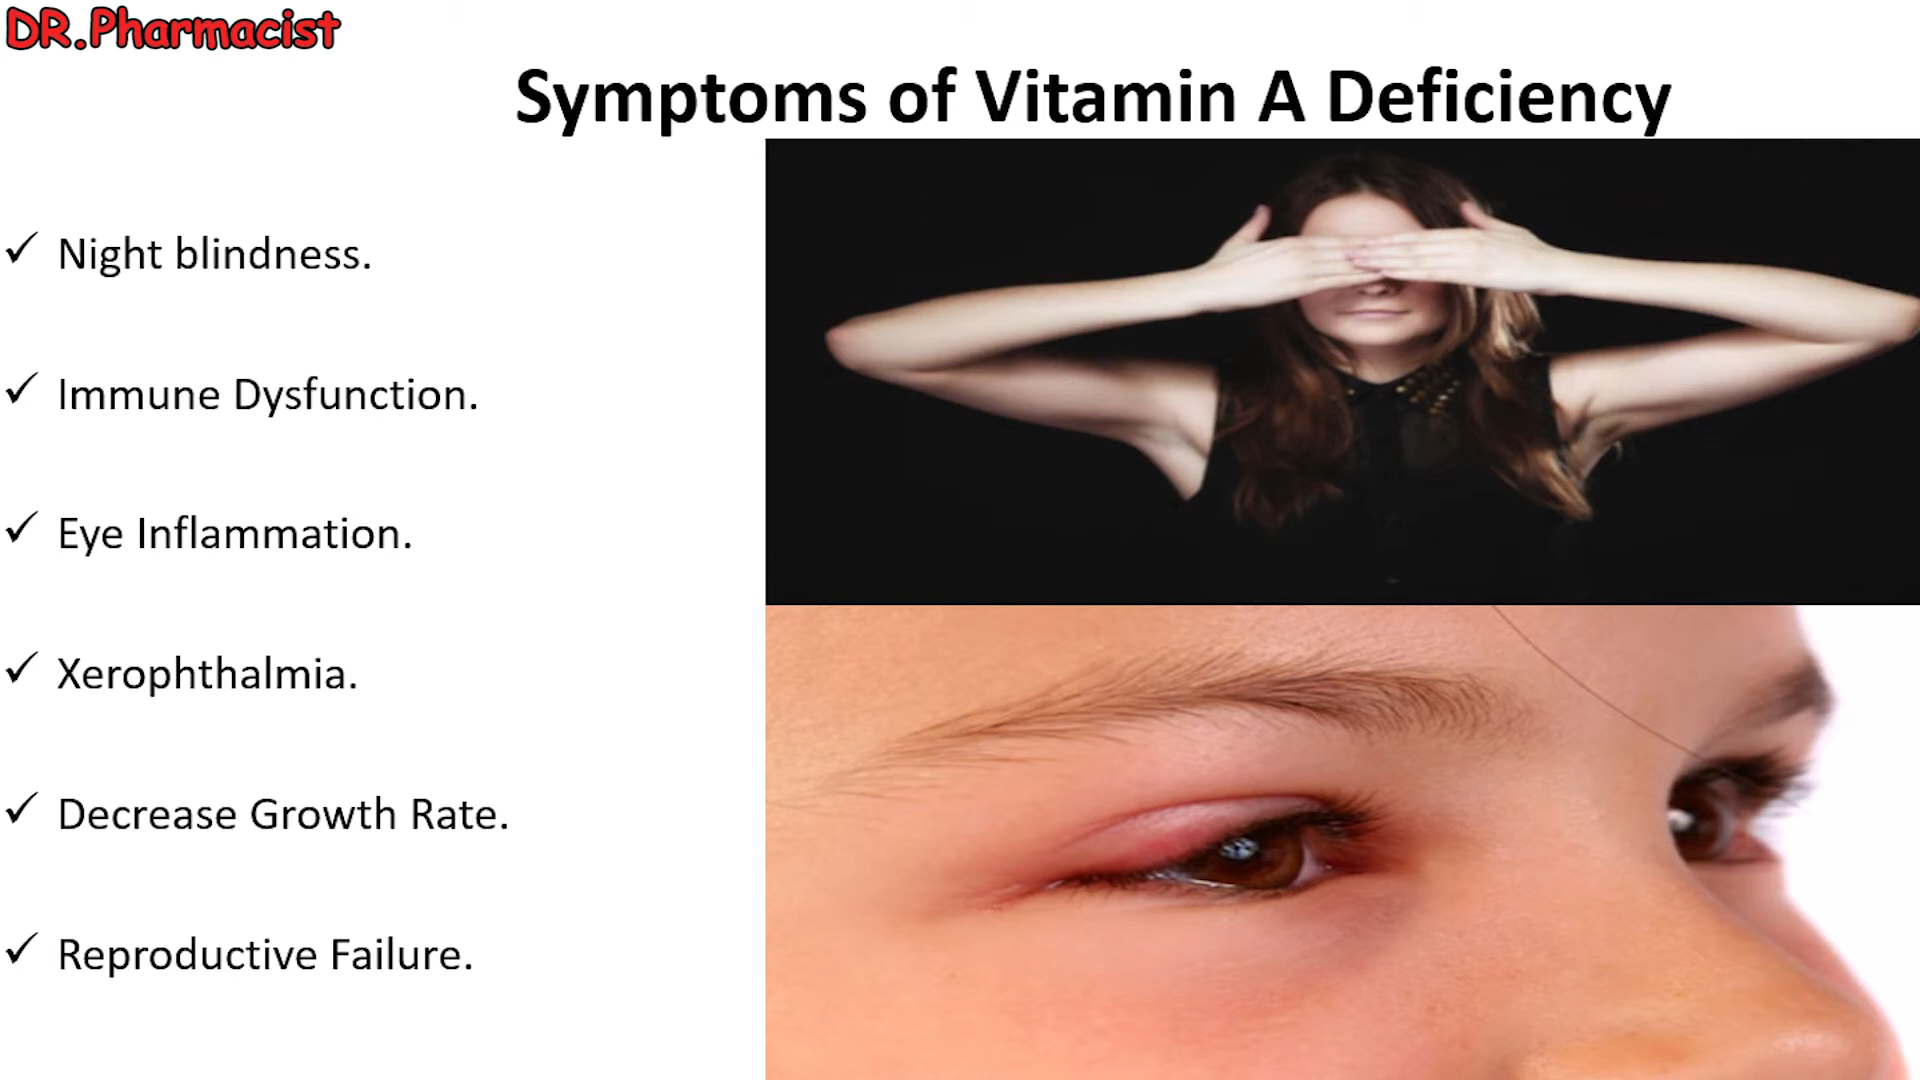 DR.Pharmacist
Symptoms of Vitamin A Deficiency
✓ Night blindness.
✓ Immune Dysfunction.
✓ Eye Inflammation.
✓ Xerophthalmia.
✓ Decrease Growth Rate.
✓ Reproductive Failure.